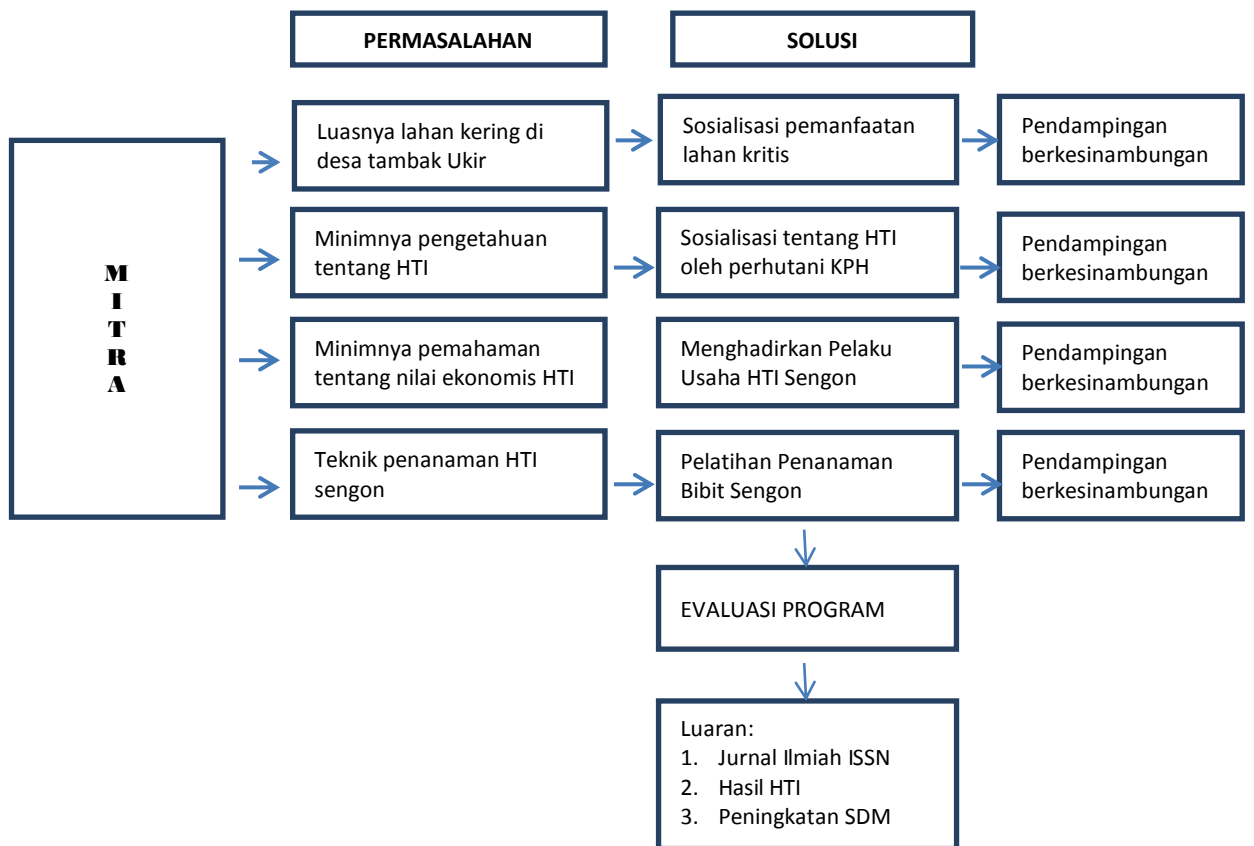 PERMASALAHAN
SOLUSI
M
I
T
R
A
Luasnya lahan kering di
desa tambak Ukir
Sosialisasi pemanfaatan
lahan kritis
Pendampingan
berkesinambungan
Minimnya pengetahuan
tentang HTI
Sosialisasi tentang HTI
oleh perhutani KPH
Pendampingan
berkesinambungan
Minimnya pemahaman
tentang nilai ekonomis HTI
Menghadirkan Pelaku
Usaha HTI Sengon
Pendampingan
berkesinambungan
Teknik penanaman HTI
sengon
Pelatihan Penanaman
Bibit Sengon
Pendampingan
berkesinambungan
EVALUASI PROGRAM
Luaran:
1. Jurnal Ilmiah ISSN
2. Hasil HTI
3. Peningkatan SDM